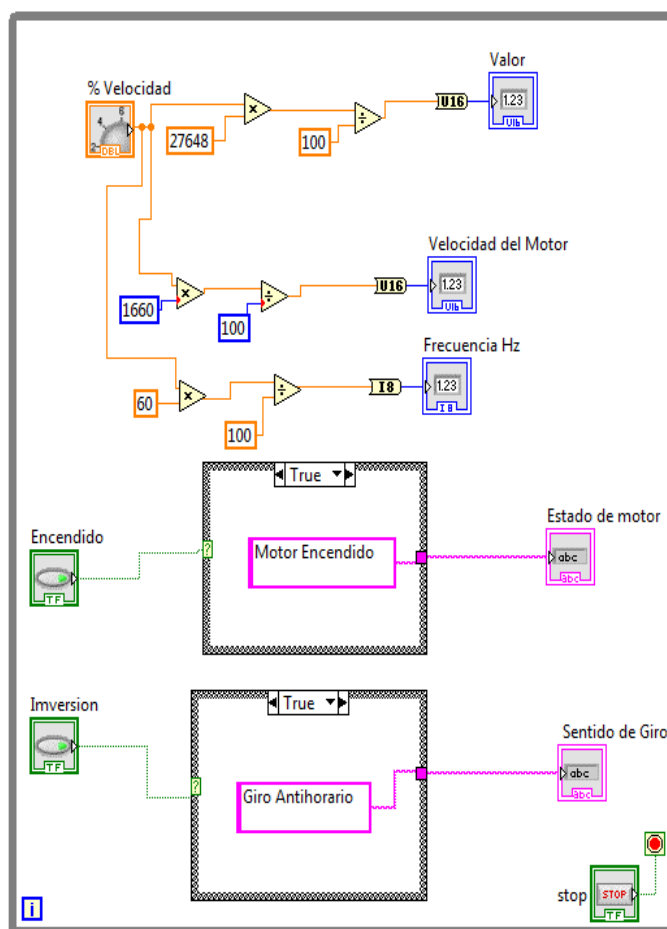 Valor
% Velocidad
2 4 6
DBL
×
27648
÷
100
U16
1.23
U16
Velocidad del Motor
1660
×
÷
100
U16
1.23
U16
Frecuencia Hz
60
×
÷
100
I8
1.23
I8
True
Encendido
TF
?
Motor Encendido
Estado de motor
abc
abc
True
Imversion
TF
?
Giro Antihorario
Sentido de Giro
abc
abc
i
stop
STOP
TF